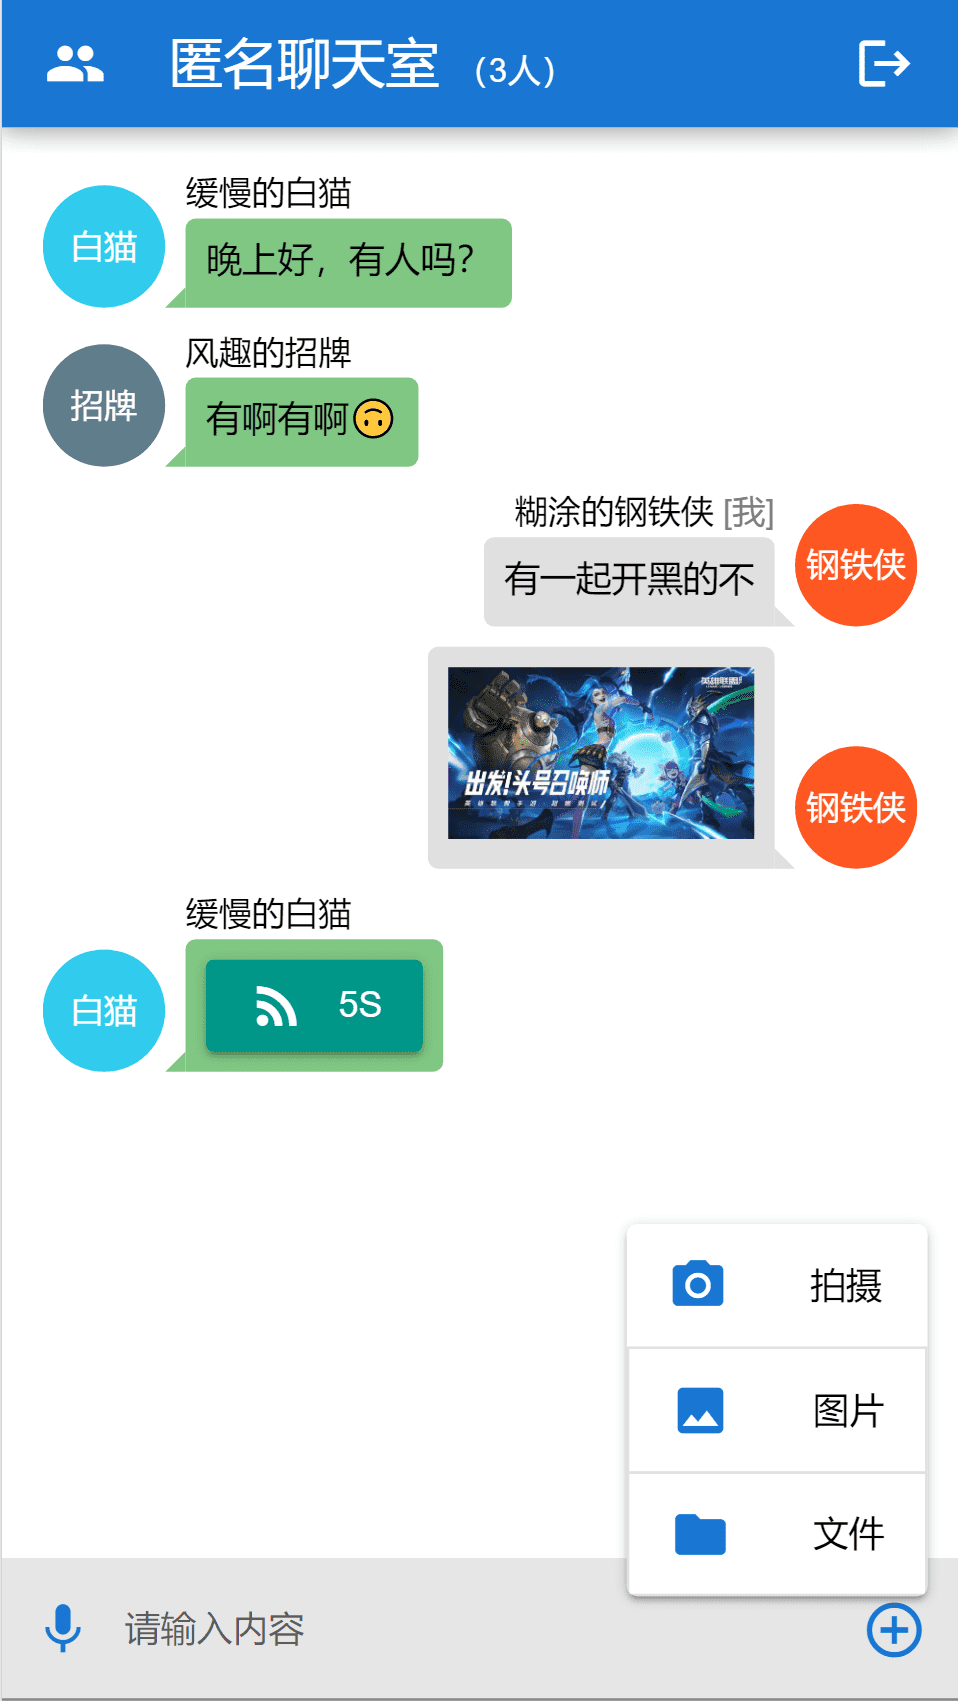 匿名聊天室 (3人)
缓慢的白猫
白猫
晚上好，有人吗？
风趣的招牌
招牌
有啊有啊🙃
糊涂的钢铁侠 [我]
有一起开黑的不
钢铁侠
出发!头号召唤师
钢铁侠
缓慢的白猫
白猫
5S
拍摄
图片
文件
请输入内容